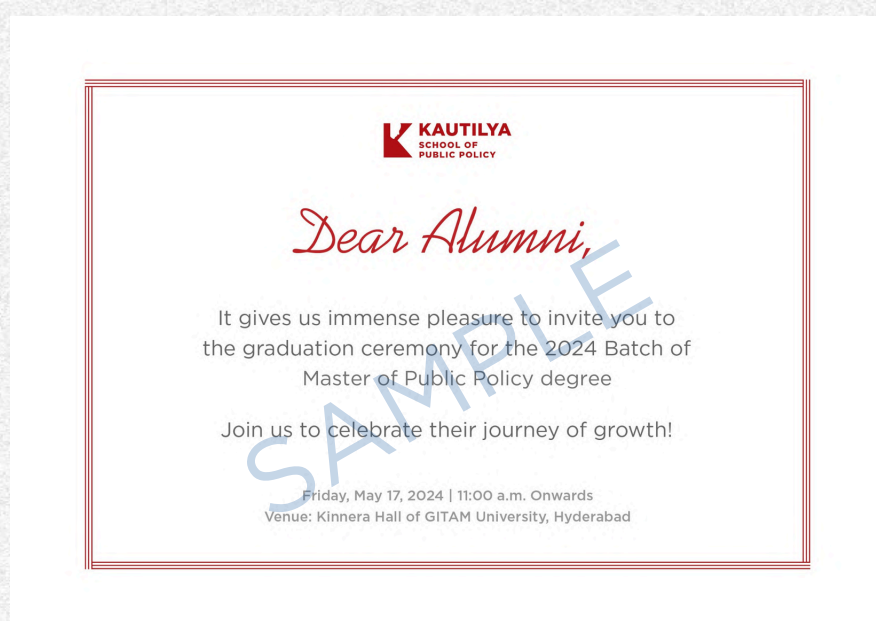 KAUTILYA
SCHOOL OF
PUBLIC POLICY
Dear Alumni,
It gives us immense pleasure to invite you to
the graduation ceremony for the 2024 Batch of
Master of Public Policy degree
Join us to celebrate their journey of growth!
Friday, May 17, 2024 | 11:00 a.m. Onwards
Venue: Kinnera Hall of GITAM University, Hyderabad
SAMPLE